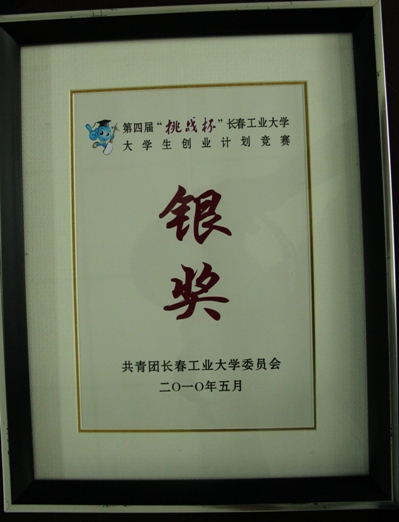 第四届“挑战杯”长春工业大学
大学生创业计划竞赛
银
奖
共青团长春工业大学委员会
二〇一〇年五月